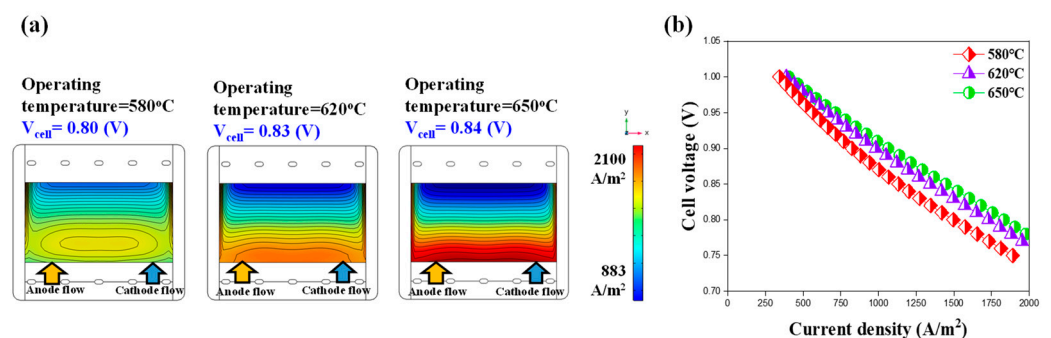 (a)
Operating
temperature=580°C
V_cell= 0.80 (V)
Operating
temperature=620°C
V_cell= 0.83 (V)
Operating
temperature=650°C
V_cell= 0.84 (V)
Anode flow
Cathode flow
Anode flow
Cathode flow
Anode flow
Cathode flow
y
z
x
2100
A/m²
883
A/m²
(b)
1.05
1.00
0.95
0.90
0.85
0.80
0.75
0.70
Cell voltage (V)
580°C
620°C
650°C
0 250 500 750 1000 1250 1500 1750 2000
Current density (A/m²)